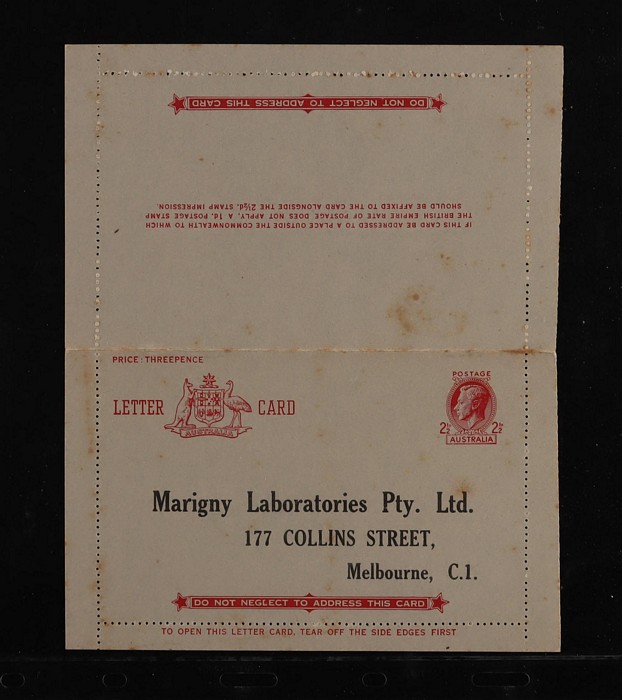 DO NOT NEGLECT TO ADDRESS THIS CARD
IF THIS CARD BE ADDRESSED TO A PLACE OUTSIDE THE COMMONWEALTH TO WHICH
THE BRITISH EMPIRE RATE OF POSTAGE DOES NOT APPLY, A 1d. POSTAGE STAMP
SHOULD BE AFFIXED TO THE CARD ALONGSIDE THE 2½d. STAMP IMPRESSION.
PRICE: THREEPENCE
LETTER CARD
AUSTRALIA
POSTAGE
2½ 2½
AUSTRALIA
Marigny Laboratories Pty. Ltd.
177 COLLINS STREET,
Melbourne, C.1.
DO NOT NEGLECT TO ADDRESS THIS CARD
TO OPEN THIS LETTER CARD, TEAR OFF THE SIDE EDGES FIRST